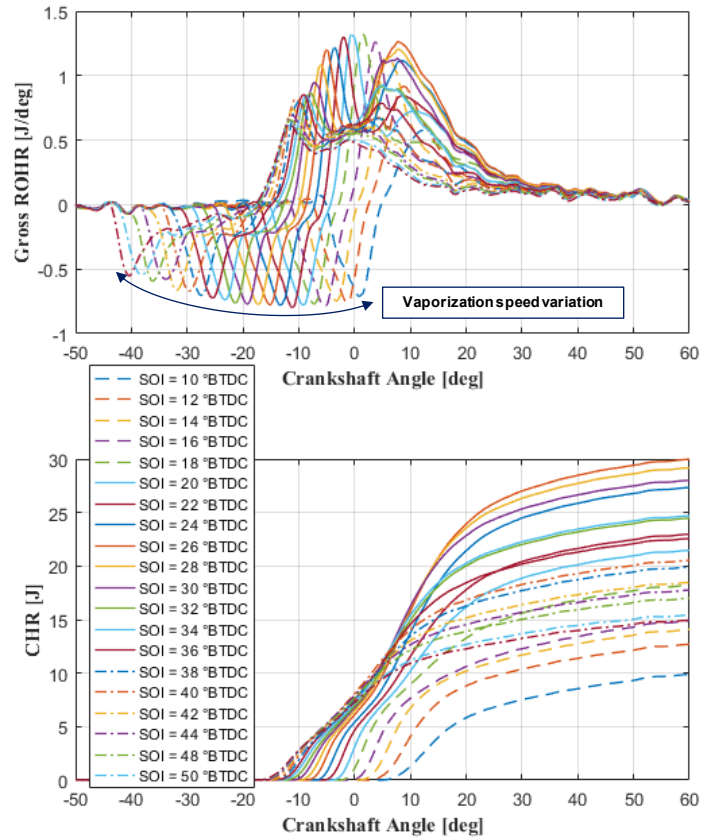 1.5
1
0.5
0
-0.5
-1
Gross ROHR [J/deg]
Vaporization speed variation
-50 -40 -30 -20 -10 0 10 20 30 40 50 60
Crankshaft Angle [deg]
SOI = 10 °BTDC
SOI = 12 °BTDC
SOI = 14 °BTDC
SOI = 16 °BTDC
SOI = 18 °BTDC
SOI = 20 °BTDC
SOI = 22 °BTDC
SOI = 24 °BTDC
SOI = 26 °BTDC
SOI = 28 °BTDC
SOI = 30 °BTDC
SOI = 32 °BTDC
SOI = 34 °BTDC
SOI = 36 °BTDC
SOI = 38 °BTDC
SOI = 40 °BTDC
SOI = 42 °BTDC
SOI = 44 °BTDC
SOI = 48 °BTDC
SOI = 50 °BTDC
30
25
20
15
10
5
0
CHR [J]
-50 -40 -30 -20 -10 0 10 20 30 40 50 60
Crankshaft Angle [deg]